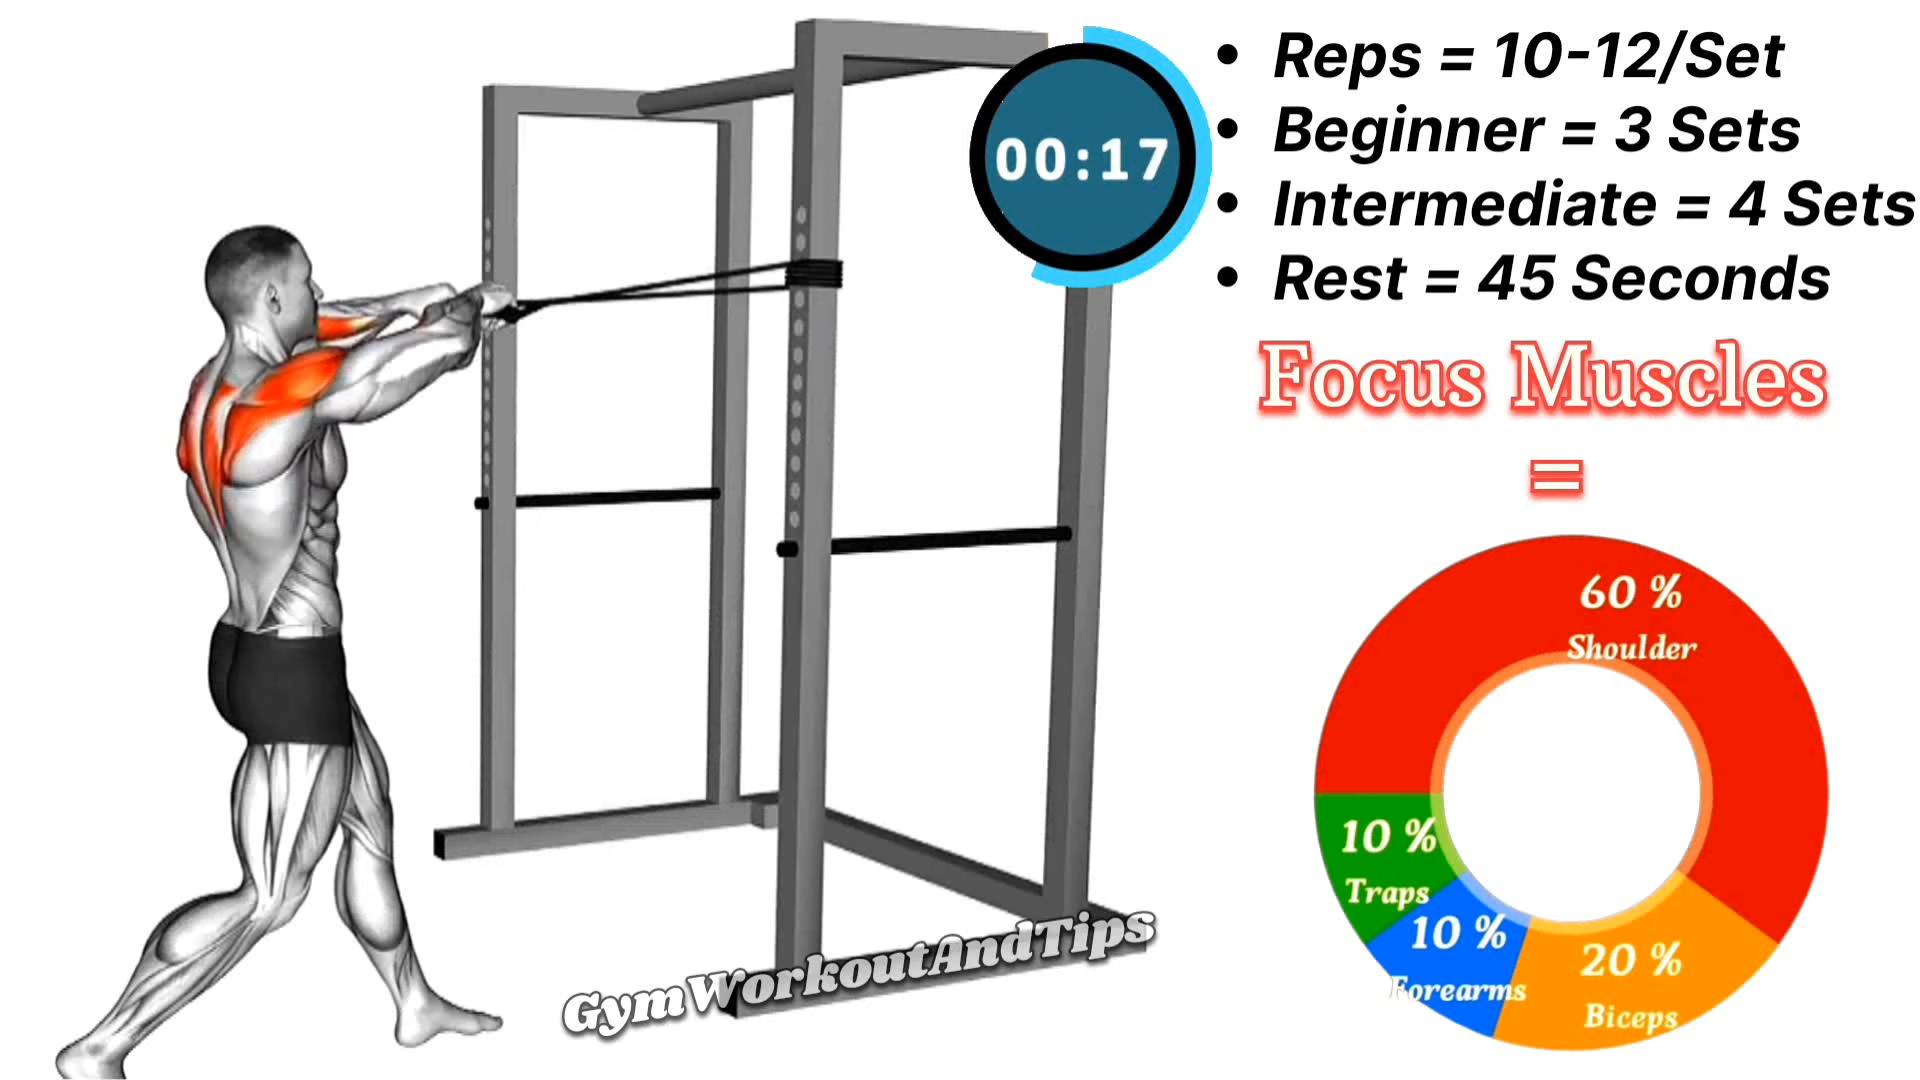 00:17
• Reps = 10-12/Set
• Beginner = 3 Sets
• Intermediate = 4 Sets
• Rest = 45 Seconds
Focus Muscles
=
60 %
Shoulder
10 %
Traps
10 %
Forearms
20 %
Biceps
GymWorkoutAndTips